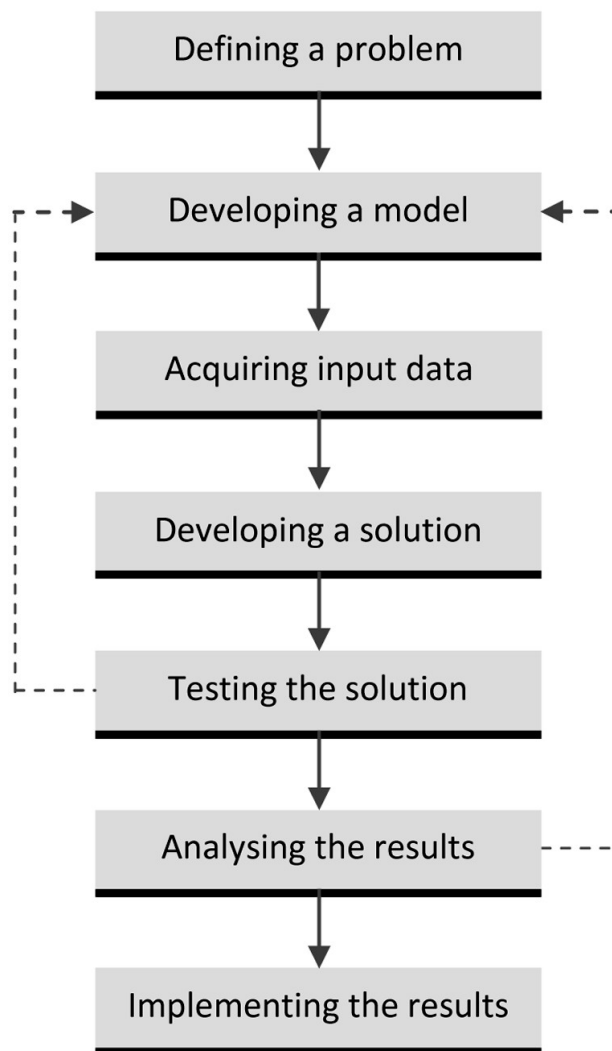 Defining a problem
Developing a model
Acquiring input data
Developing a solution
Testing the solution
Analysing the results
Implementing the results